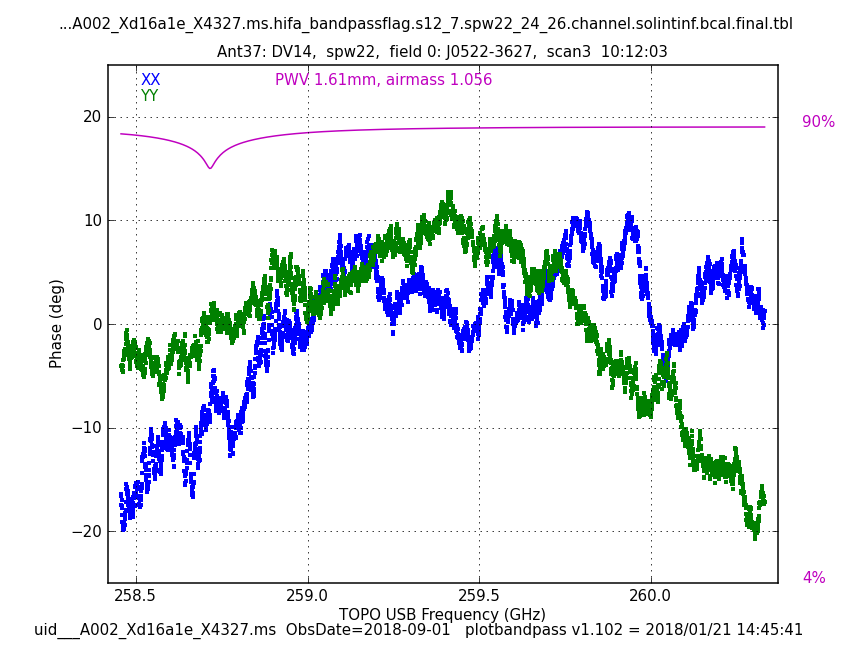 ...A002_Xd16a1e_X4327.ms.hifa_bandpassflag.s12_7.spw22_24_26.channel.solintinf.bcal.final.tbl
Ant37: DV14,  spw22,  field 0: J0522-3627,  scan3  10:12:03
XX
PWV 1.61mm, airmass 1.056
YY
90%
20
10
0
−10
−20
Phase (deg)
4%
258.5 259.0 259.5 260.0
TOPO USB Frequency (GHz)
uid___A002_Xd16a1e_X4327.ms  ObsDate=2018-09-01   plotbandpass v1.102 = 2018/01/21 14:45:41